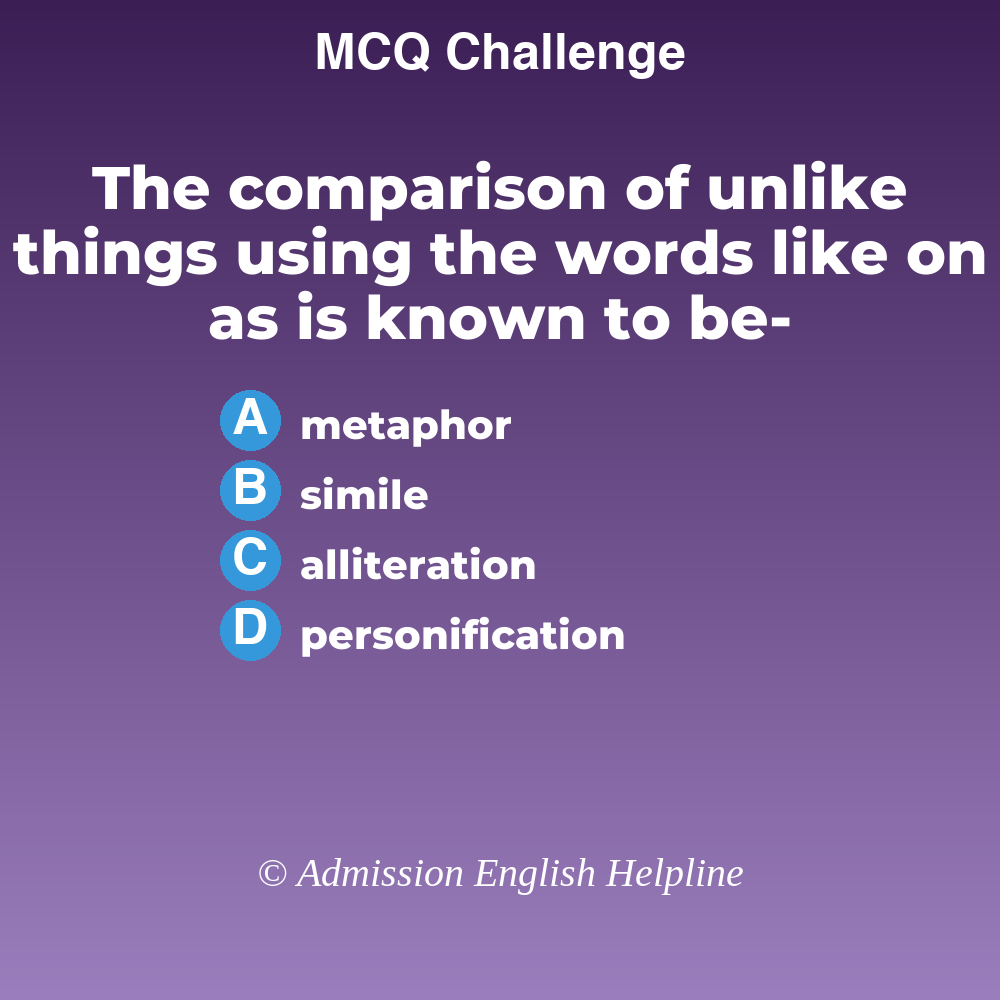 MCQ Challenge
The comparison of unlike
things using the words like on
as is known to be-
A metaphor
B simile
C alliteration
D personification
© Admission English Helpline